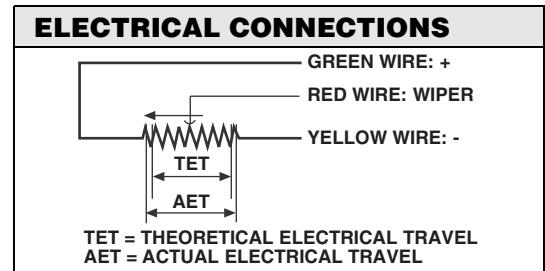 ELECTRICAL CONNECTIONS
GREEN WIRE: +
RED WIRE: WIPER
YELLOW WIRE: -
TET
AET
TET = THEORETICAL ELECTRICAL TRAVEL
AET = ACTUAL ELECTRICAL TRAVEL